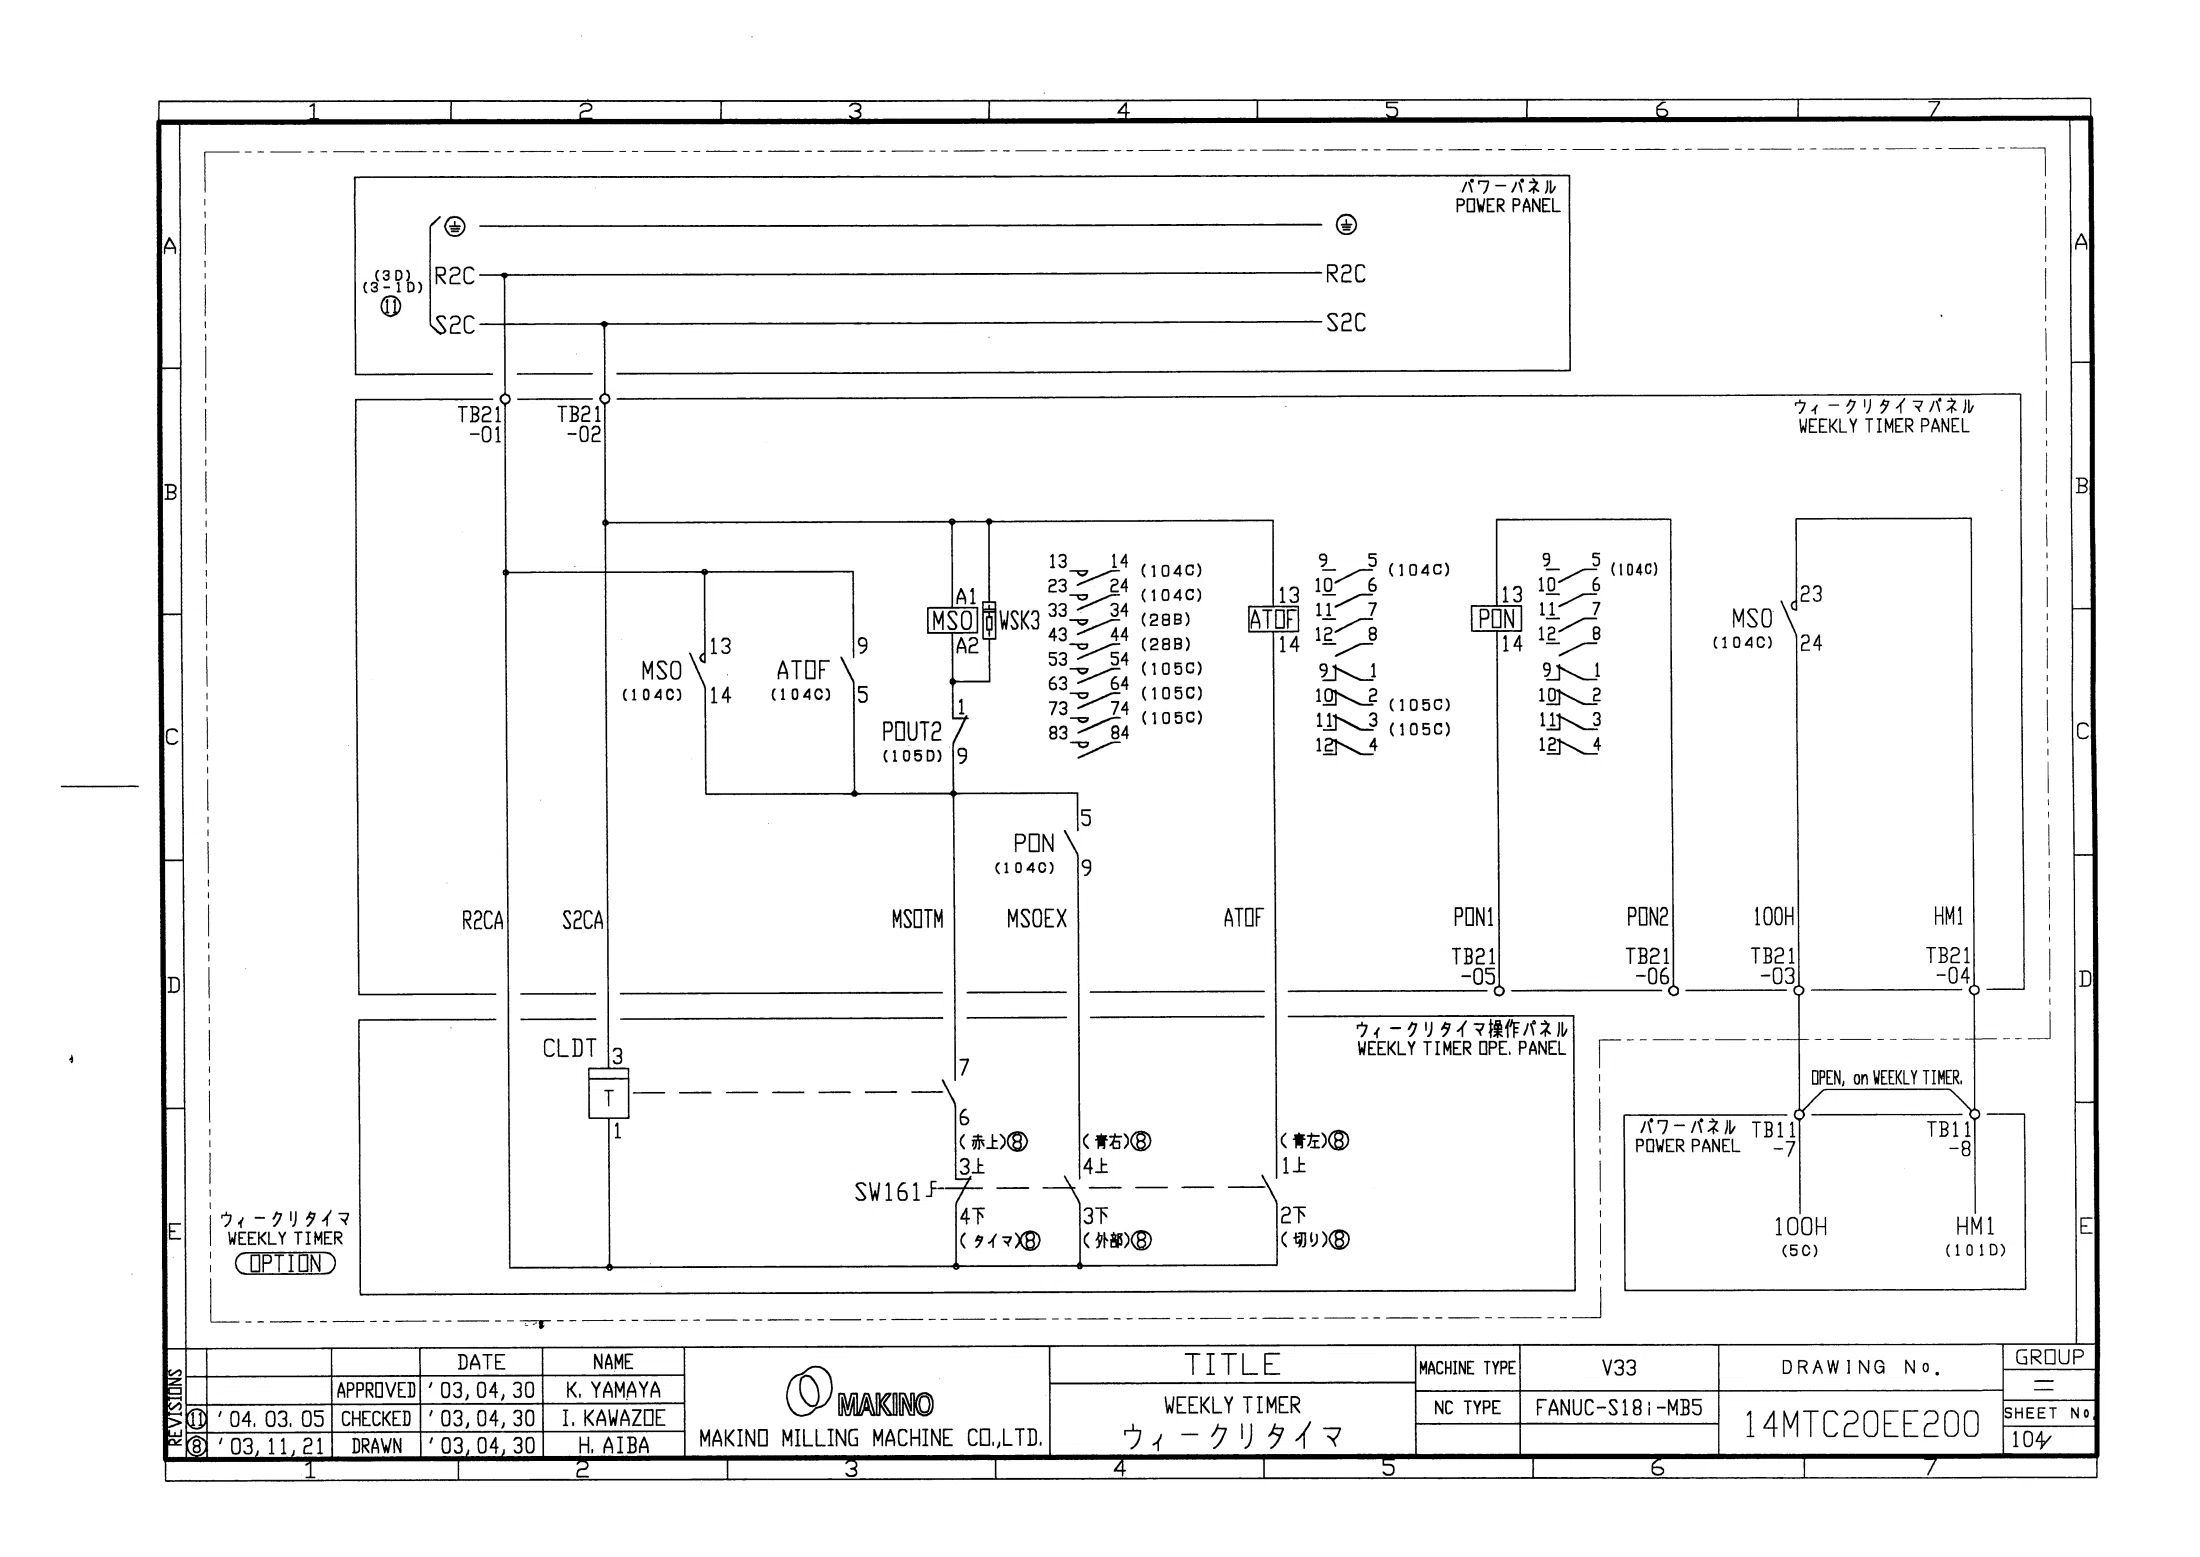 1 2 3 4 5 6 7
A
B
C
D
E
パワーパネル
POWER PANEL
(3D)
(3-1D)
⑪
R2C
S2C
R2C
S2C
TB21
-01
TB21
-02
ウィークリタイマパネル
WEEKLY TIMER PANEL
MSO
(104C)
13
14
ATOF
(104C)
9
5
A1
MSO
A2
WSK3
POUT2
(105D)
1
9
13 14 (104C)
23 24 (104C)
33 34 (28B)
43 44 (28B)
53 54 (105C)
63 64 (105C)
73 74 (105C)
83 84
13
ATOF
14
9 5 (104C)
10 6
11 7
12 8
9 1
10 2 (105C)
11 3 (105C)
12 4
13
PON
14
9 5 (104C)
10 6
11 7
12 8
9 1
10 2
11 3
12 4
MSO
(104C)
23
24
PON
(104C)
5
9
R2CA
S2CA
MSOTM
MSOEX
ATOF
PON1
PON2
100H
HM1
TB21
-05
TB21
-06
TB21
-03
TB21
-04
ウィークリタイマ操作パネル
WEEKLY TIMER OPE. PANEL
CLDT
3
T
1
7
6
(赤上)⑧
3上
SW161
4下
(タイマ)⑧
(青右)⑧
4上
3下
(外部)⑧
(青左)⑧
1上
2下
(切り)⑧
OPEN, on WEEKLY TIMER.
パワーパネル
POWER PANEL
TB11
-7
TB11
-8
100H
(5C)
HM1
(101D)
ウィークリタイマ
WEEKLY TIMER
OPTION
A
B
C
D
E
REVISIONS
DATE NAME
APPROVED '03,04,30 K. YAMAYA
⑪ '04.03.05 CHECKED '03,04,30 I. KAWAZOE
⑧ '03,11,21 DRAWN '03,04,30 H. AIBA
MAKINO
MAKINO MILLING MACHINE CO.,LTD.
TITLE
WEEKLY TIMER
ウィークリタイマ
MACHINE TYPE V33
NC TYPE FANUC-S18i-MB5
DRAWING No.
14MTC20EE200
GROUP
=
SHEET No.
104/
1 2 3 4 5 6 7